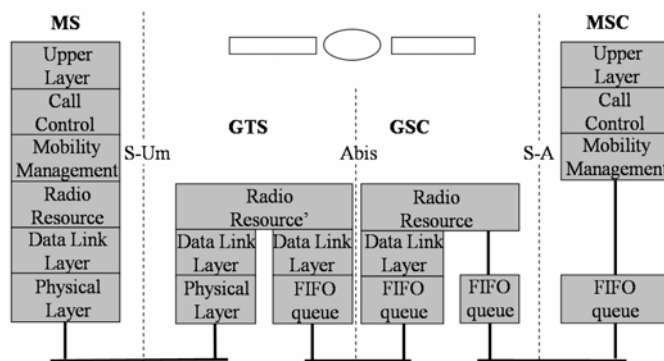 MS
MSC
Upper
Layer
Call
Control
Mobility
Management
Radio
Resource
Data Link
Layer
Physical
Layer
S-Um
GTS
Abis
GSC
S-A
Radio
Resource’
Data Link
Layer
Physical
Layer
Data Link
Layer
FIFO
queue
Radio
Resource
Data Link
Layer
FIFO
queue
FIFO
queue
Upper
Layer
Call
Control
Mobility
Management
FIFO
queue